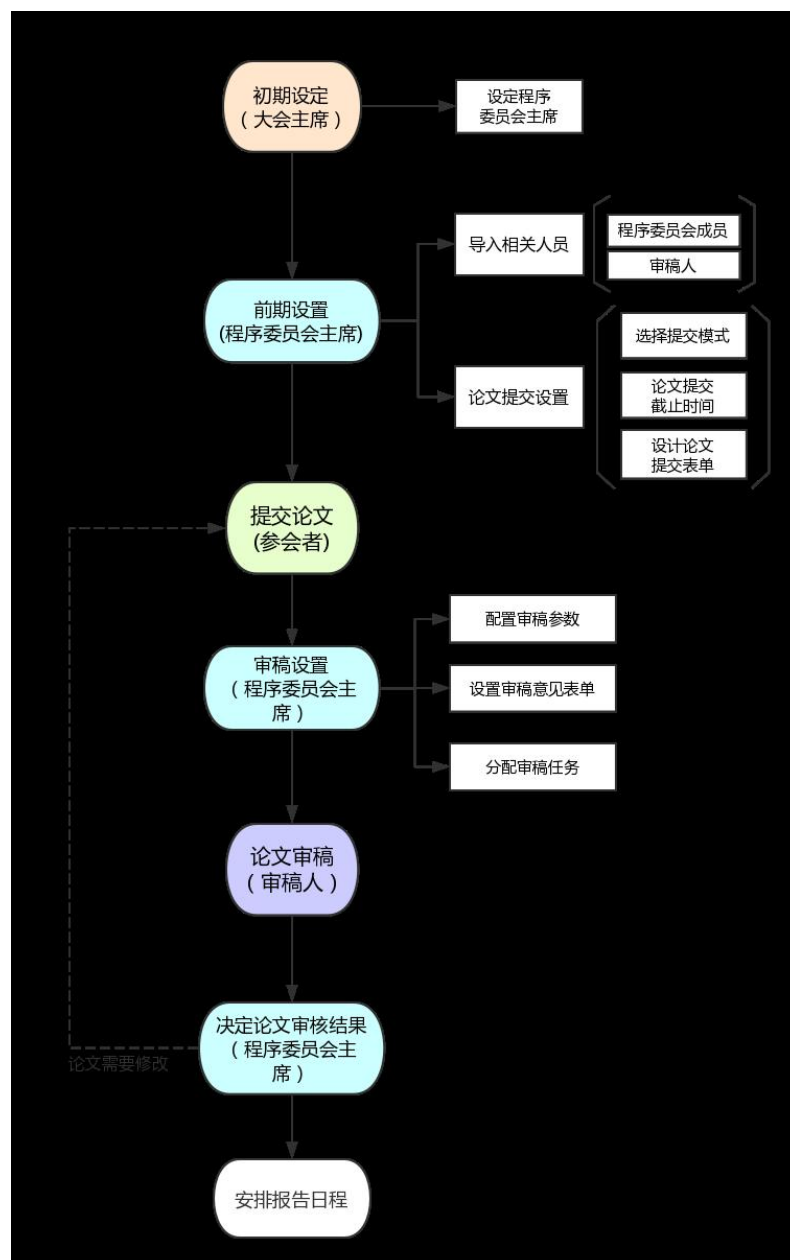 初期设定
（大会主席）
设定程序
委员会主席
导入相关人员
程序委员会成员
审稿人
前期设置
(程序委员会主席)
选择提交模式
论文提交设置
论文提交
截止时间
设计论文
提交表单
提交论文
(参会者)
配置审稿参数
审稿设置
（程序委员会主
席）
设置审稿意见表单
分配审稿任务
论文审稿
（审稿人）
决定论文审核结果
（程序委员会主
席）
论文需要修改
安排报告日程